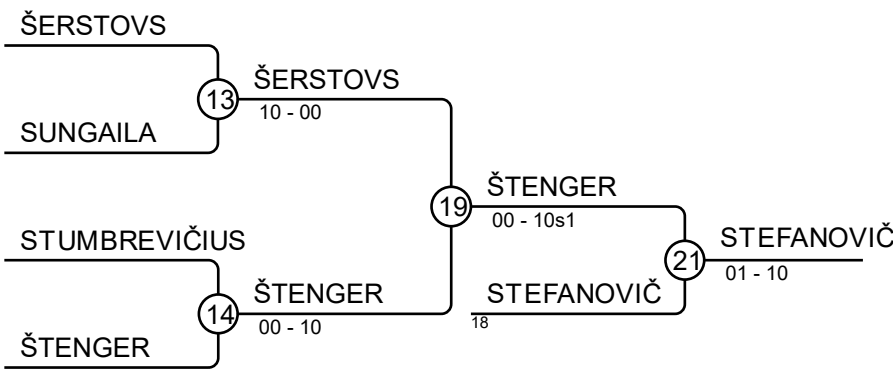 ŠERSTOVS
13
ŠERSTOVS
10 - 00
SUNGAILA
19
ŠTENGER
00 - 10s1
STUMBREVIČIUS
14
ŠTENGER
00 - 10
ŠTENGER
21
STEFANOVIČ
01 - 10
STEFANOVIČ
18